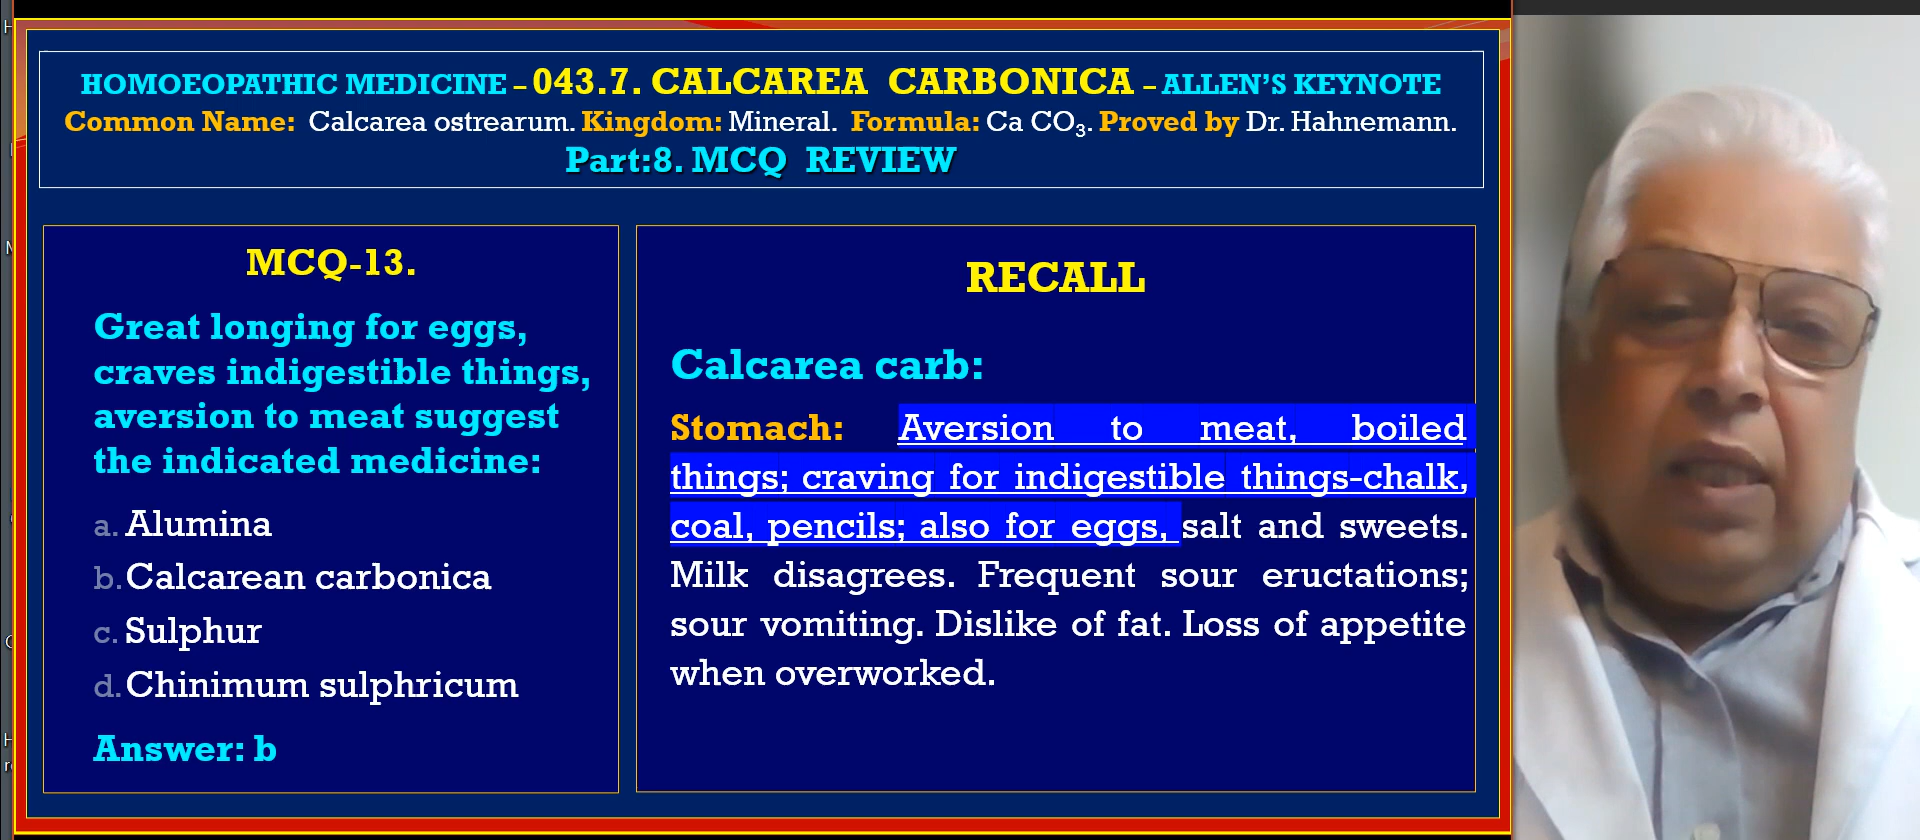 HOMOEOPATHIC MEDICINE – 043.7. CALCAREA CARBONICA – ALLEN’S KEYNOTE
Common Name: Calcarea ostrearum. Kingdom: Mineral. Formula: Ca CO₃. Proved by Dr. Hahnemann.
Part:8. MCQ REVIEW
MCQ-13.
Great longing for eggs,
craves indigestible things,
aversion to meat suggest
the indicated medicine:
a. Alumina
b. Calcarean carbonica
c. Sulphur
d. Chinimum sulphricum
Answer: b
RECALL
Calcarea carb:
Stomach: Aversion to meat, boiled
things; craving for indigestible things-chalk,
coal, pencils; also for eggs, salt and sweets.
Milk disagrees. Frequent sour eructations;
sour vomiting. Dislike of fat. Loss of appetite
when overworked.